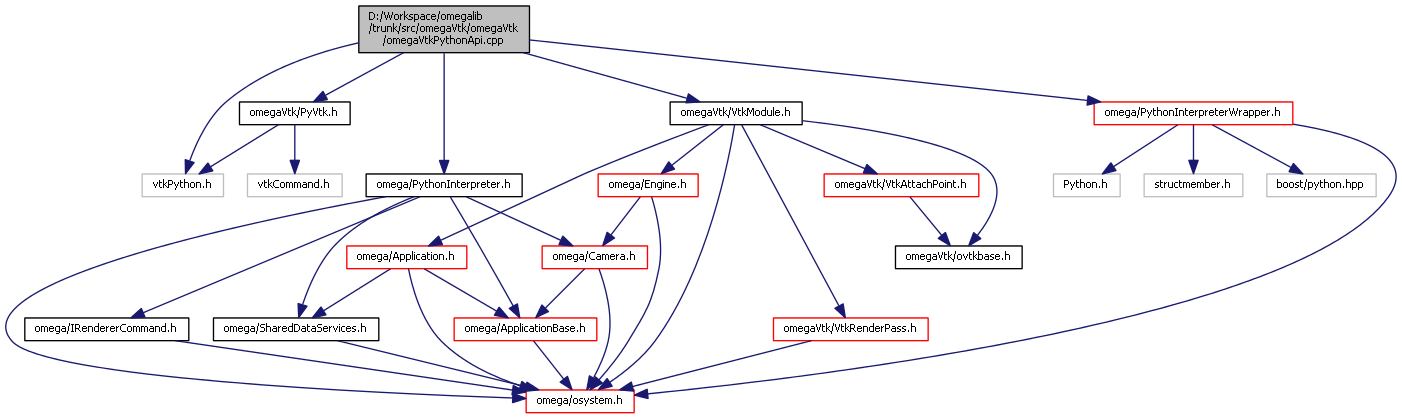 D:/Workspace/omegalib
/trunk/src/omegaVtk/omegaVtk
/omegaVtkPythonApi.cpp
omegaVtk/PyVtk.h
omegaVtk/VtkModule.h
omega/PythonInterpreterWrapper.h
vtkPython.h
vtkCommand.h
omega/PythonInterpreter.h
omega/Engine.h
omegaVtk/VtkAttachPoint.h
Python.h
structmember.h
boost/python.hpp
omega/Application.h
omega/Camera.h
omegaVtk/ovtkbase.h
omega/IRendererCommand.h
omega/SharedDataServices.h
omega/ApplicationBase.h
omegaVtk/VtkRenderPass.h
omega/osystem.h